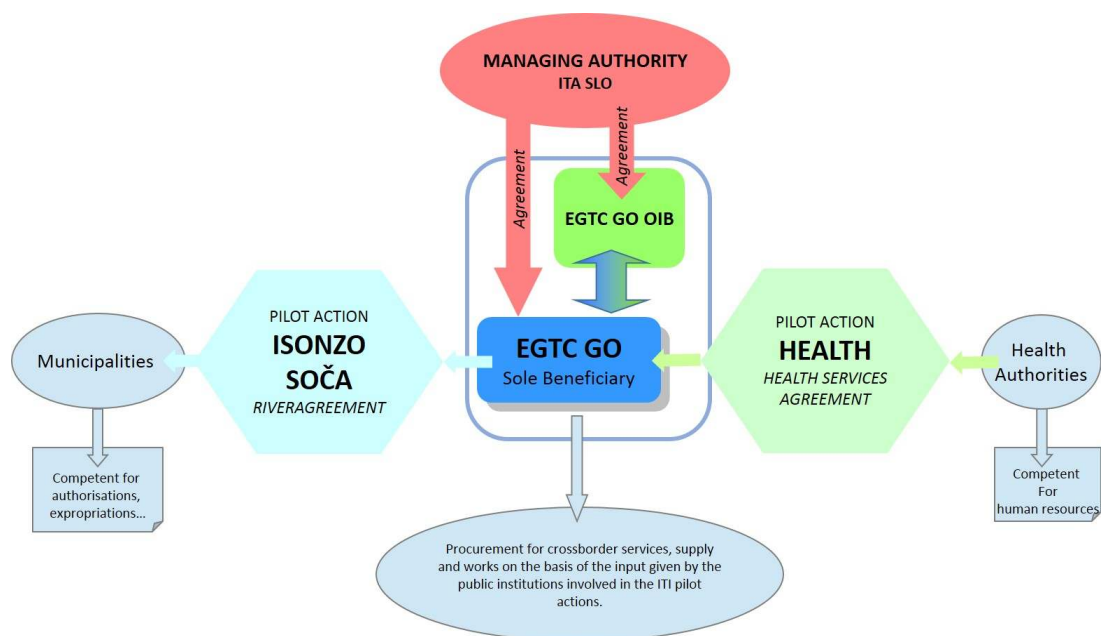 MANAGING AUTHORITY
ITA SLO
Agreement
Agreement
EGTC GO OIB
PILOT ACTION
ISONZO
SOČA
RIVERAGREEMENT
EGTC GO
Sole Beneficiary
PILOT ACTION
HEALTH
HEALTH SERVICES
AGREEMENT
Municipalities
Health
Authorities
Competent for
authorisations,
expropriations...
Competent
For
human resources
Procurement for crossborder services, supply
and works on the basis of the input given by the
public institutions involved in the ITI pilot
actions.